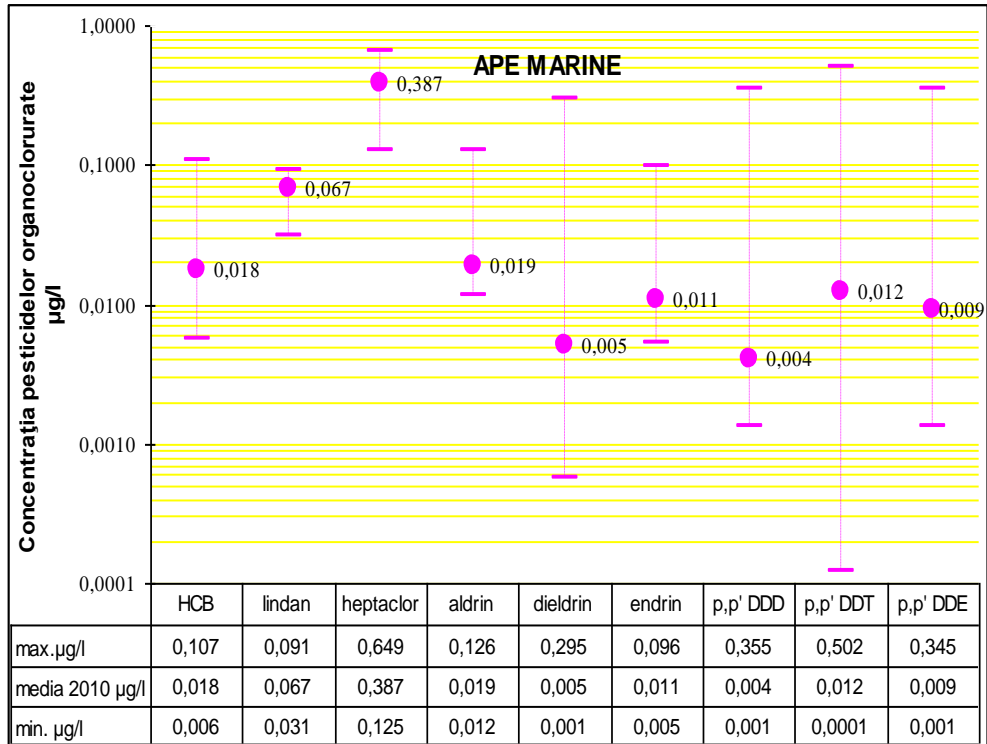 Concentraţia pesticidelor organoclorurate
µg/l
1,0000
0,1000
0,0100
0,0010
0,0001
APE MARINE
0,018
0,067
0,387
0,019
0,005
0,011
0,004
0,012
0,009
HCB lindan heptaclor aldrin dieldrin endrin p,p' DDD p,p' DDT p,p' DDE
max.µg/l 0,107 0,091 0,649 0,126 0,295 0,096 0,355 0,502 0,345
media 2010 µg/l 0,018 0,067 0,387 0,019 0,005 0,011 0,004 0,012 0,009
min. µg/l 0,006 0,031 0,125 0,012 0,001 0,005 0,001 0,0001 0,001